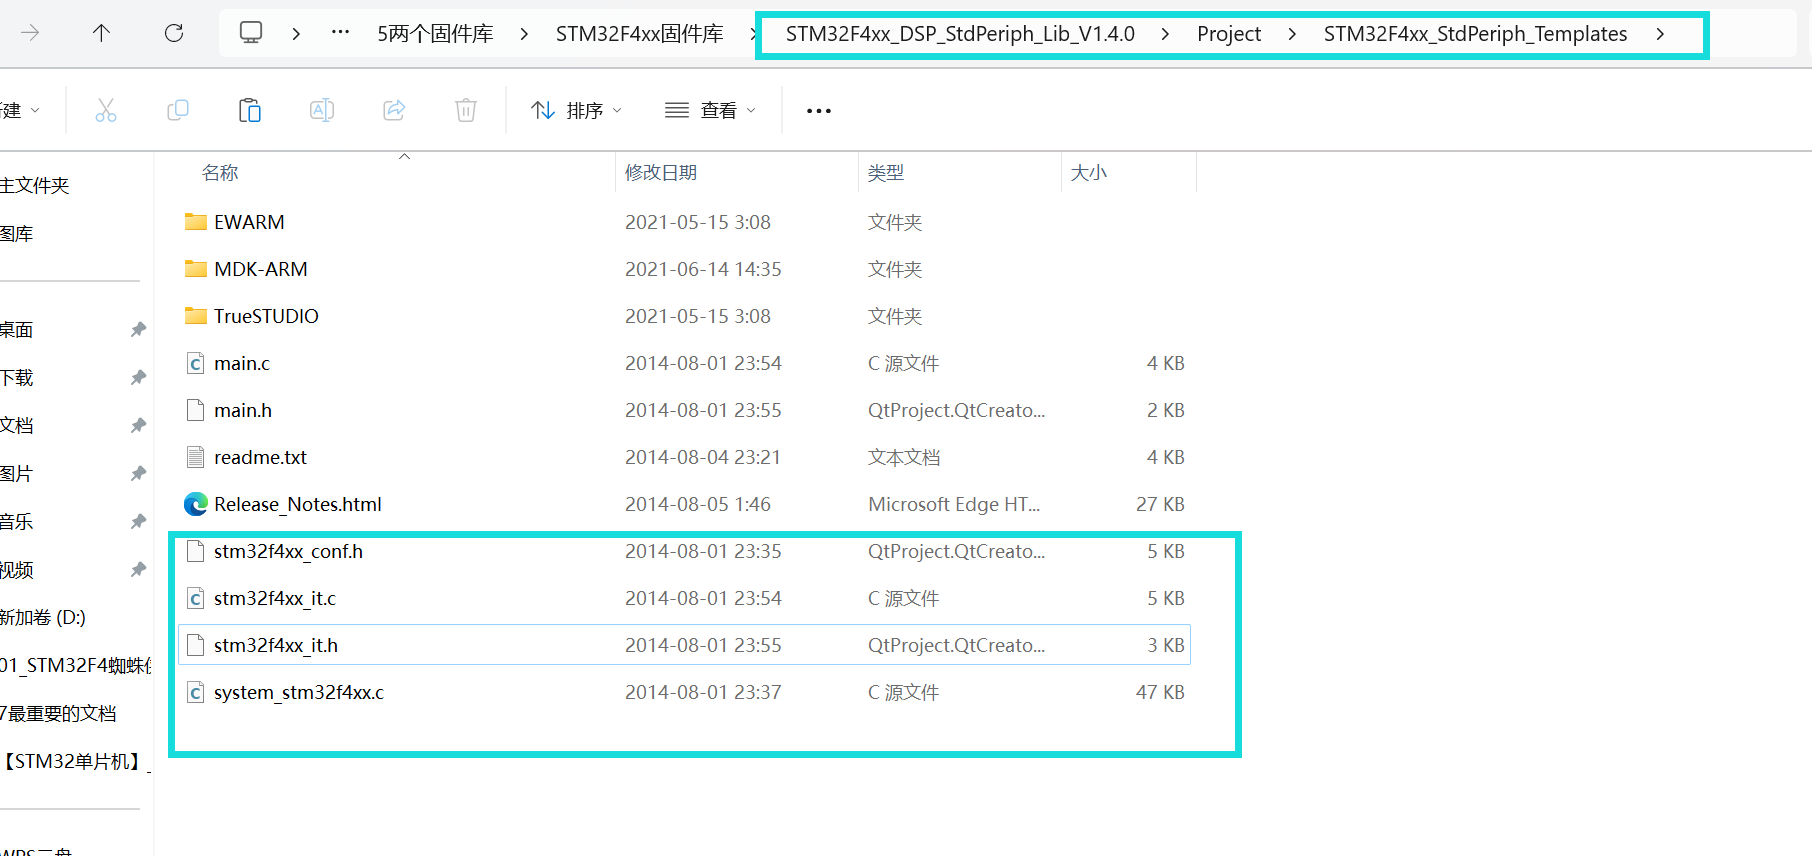 5两个固件库 STM32F4xx固件库 STM32F4xx_DSP_StdPeriph_Lib_V1.4.0 Project STM32F4xx_StdPeriph_Templates
建 排序 查看
名称 修改日期 类型 大小
主文件夹
图库
桌面
下载
文档
图片
音乐
视频
新加卷 (D:)
01_STM32F4蜘蛛
7最重要的文档
【STM32单片机】_
EWARM 2021-05-15 3:08 文件夹
MDK-ARM 2021-06-14 14:35 文件夹
TrueSTUDIO 2021-05-15 3:08 文件夹
main.c 2014-08-01 23:54 C 源文件 4 KB
main.h 2014-08-01 23:55 QtProject.QtCreato... 2 KB
readme.txt 2014-08-04 23:21 文本文档 4 KB
Release_Notes.html 2014-08-05 1:46 Microsoft Edge HT... 27 KB
stm32f4xx_conf.h 2014-08-01 23:35 QtProject.QtCreato... 5 KB
stm32f4xx_it.c 2014-08-01 23:54 C 源文件 5 KB
stm32f4xx_it.h 2014-08-01 23:55 QtProject.QtCreato... 3 KB
system_stm32f4xx.c 2014-08-01 23:37 C 源文件 47 KB